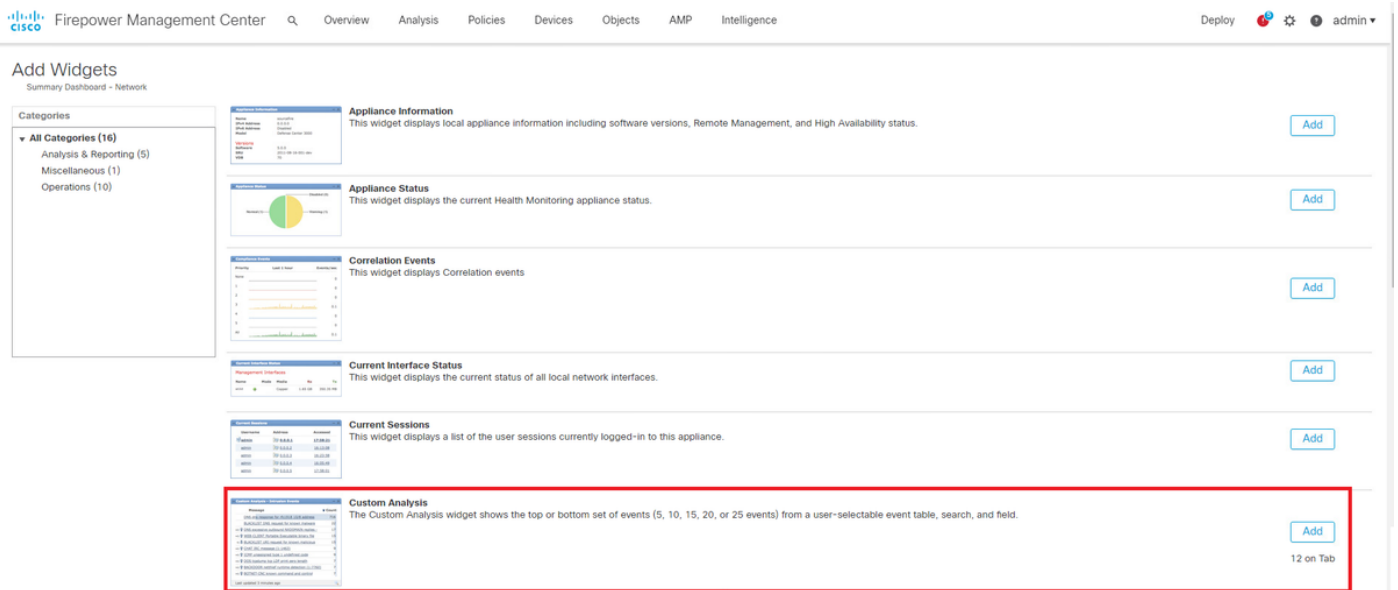 CISCO
Firepower Management Center
Overview
Analysis
Policies
Devices
Objects
AMP
Intelligence
Deploy
5
admin
Add Widgets
Summary Dashboard - Network
Categories
All Categories (16)
Analysis & Reporting (5)
Miscellaneous (1)
Operations (10)
Appliance Information
This widget displays local appliance information including software versions, Remote Management, and High Availability status.
Add
Appliance Status
This widget displays the current Health Monitoring appliance status.
Add
Correlation Events
This widget displays Correlation events
Add
Current Interface Status
This widget displays the current status of all local network interfaces.
Add
Current Sessions
This widget displays a list of the user sessions currently logged-in to this appliance.
Add
Custom Analysis
The Custom Analysis widget shows the top or bottom set of events (5, 10, 15, 20, or 25 events) from a user-selectable event table, search, and field.
Add
12 on Tab